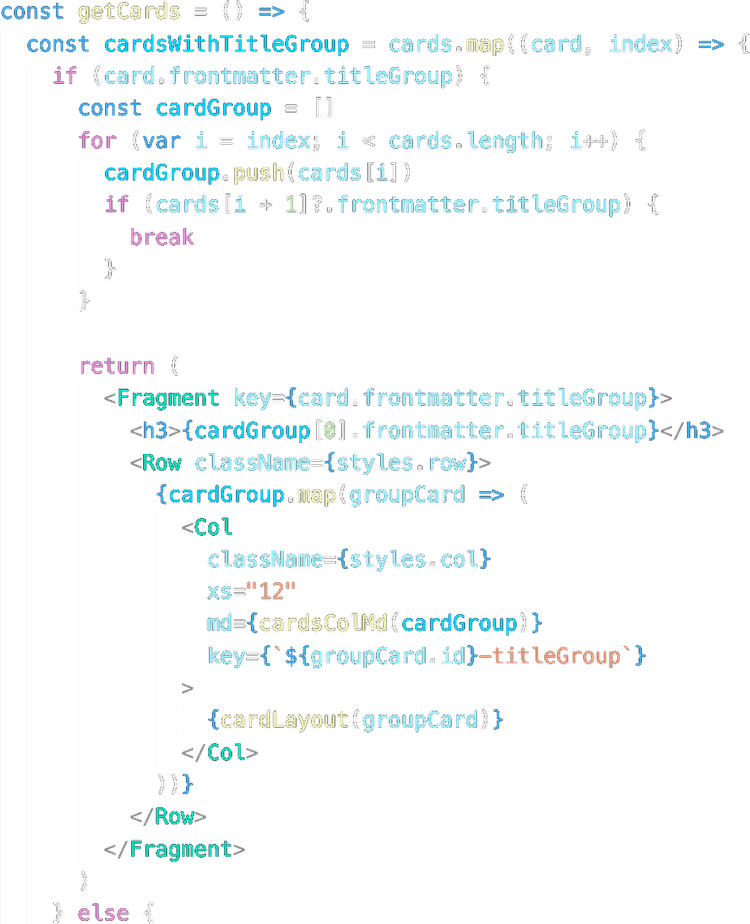 const getCards = () => {
  const cardsWithTitleGroup = cards.map((card, index) => {
    if (card.frontmatter.titleGroup) {
      const cardGroup = []
      for (var i = index; i < cards.length; i++) {
        cardGroup.push(cards[i])
        if (cards[i + 1]?.frontmatter.titleGroup) {
          break
        }
      }

      return (
        <Fragment key={card.frontmatter.titleGroup}>
          <h3>{cardGroup[0].frontmatter.titleGroup}</h3>
          <Row className={styles.row}>
            {cardGroup.map(groupCard => (
              <Col
                className={styles.col}
                xs="12"
                md={cardsColMd(cardGroup)}
                key={`${groupCard.id}-titleGroup`}
              >
                {cardLayout(groupCard)}
              </Col>
            ))}
          </Row>
        </Fragment>
      )
    } else {